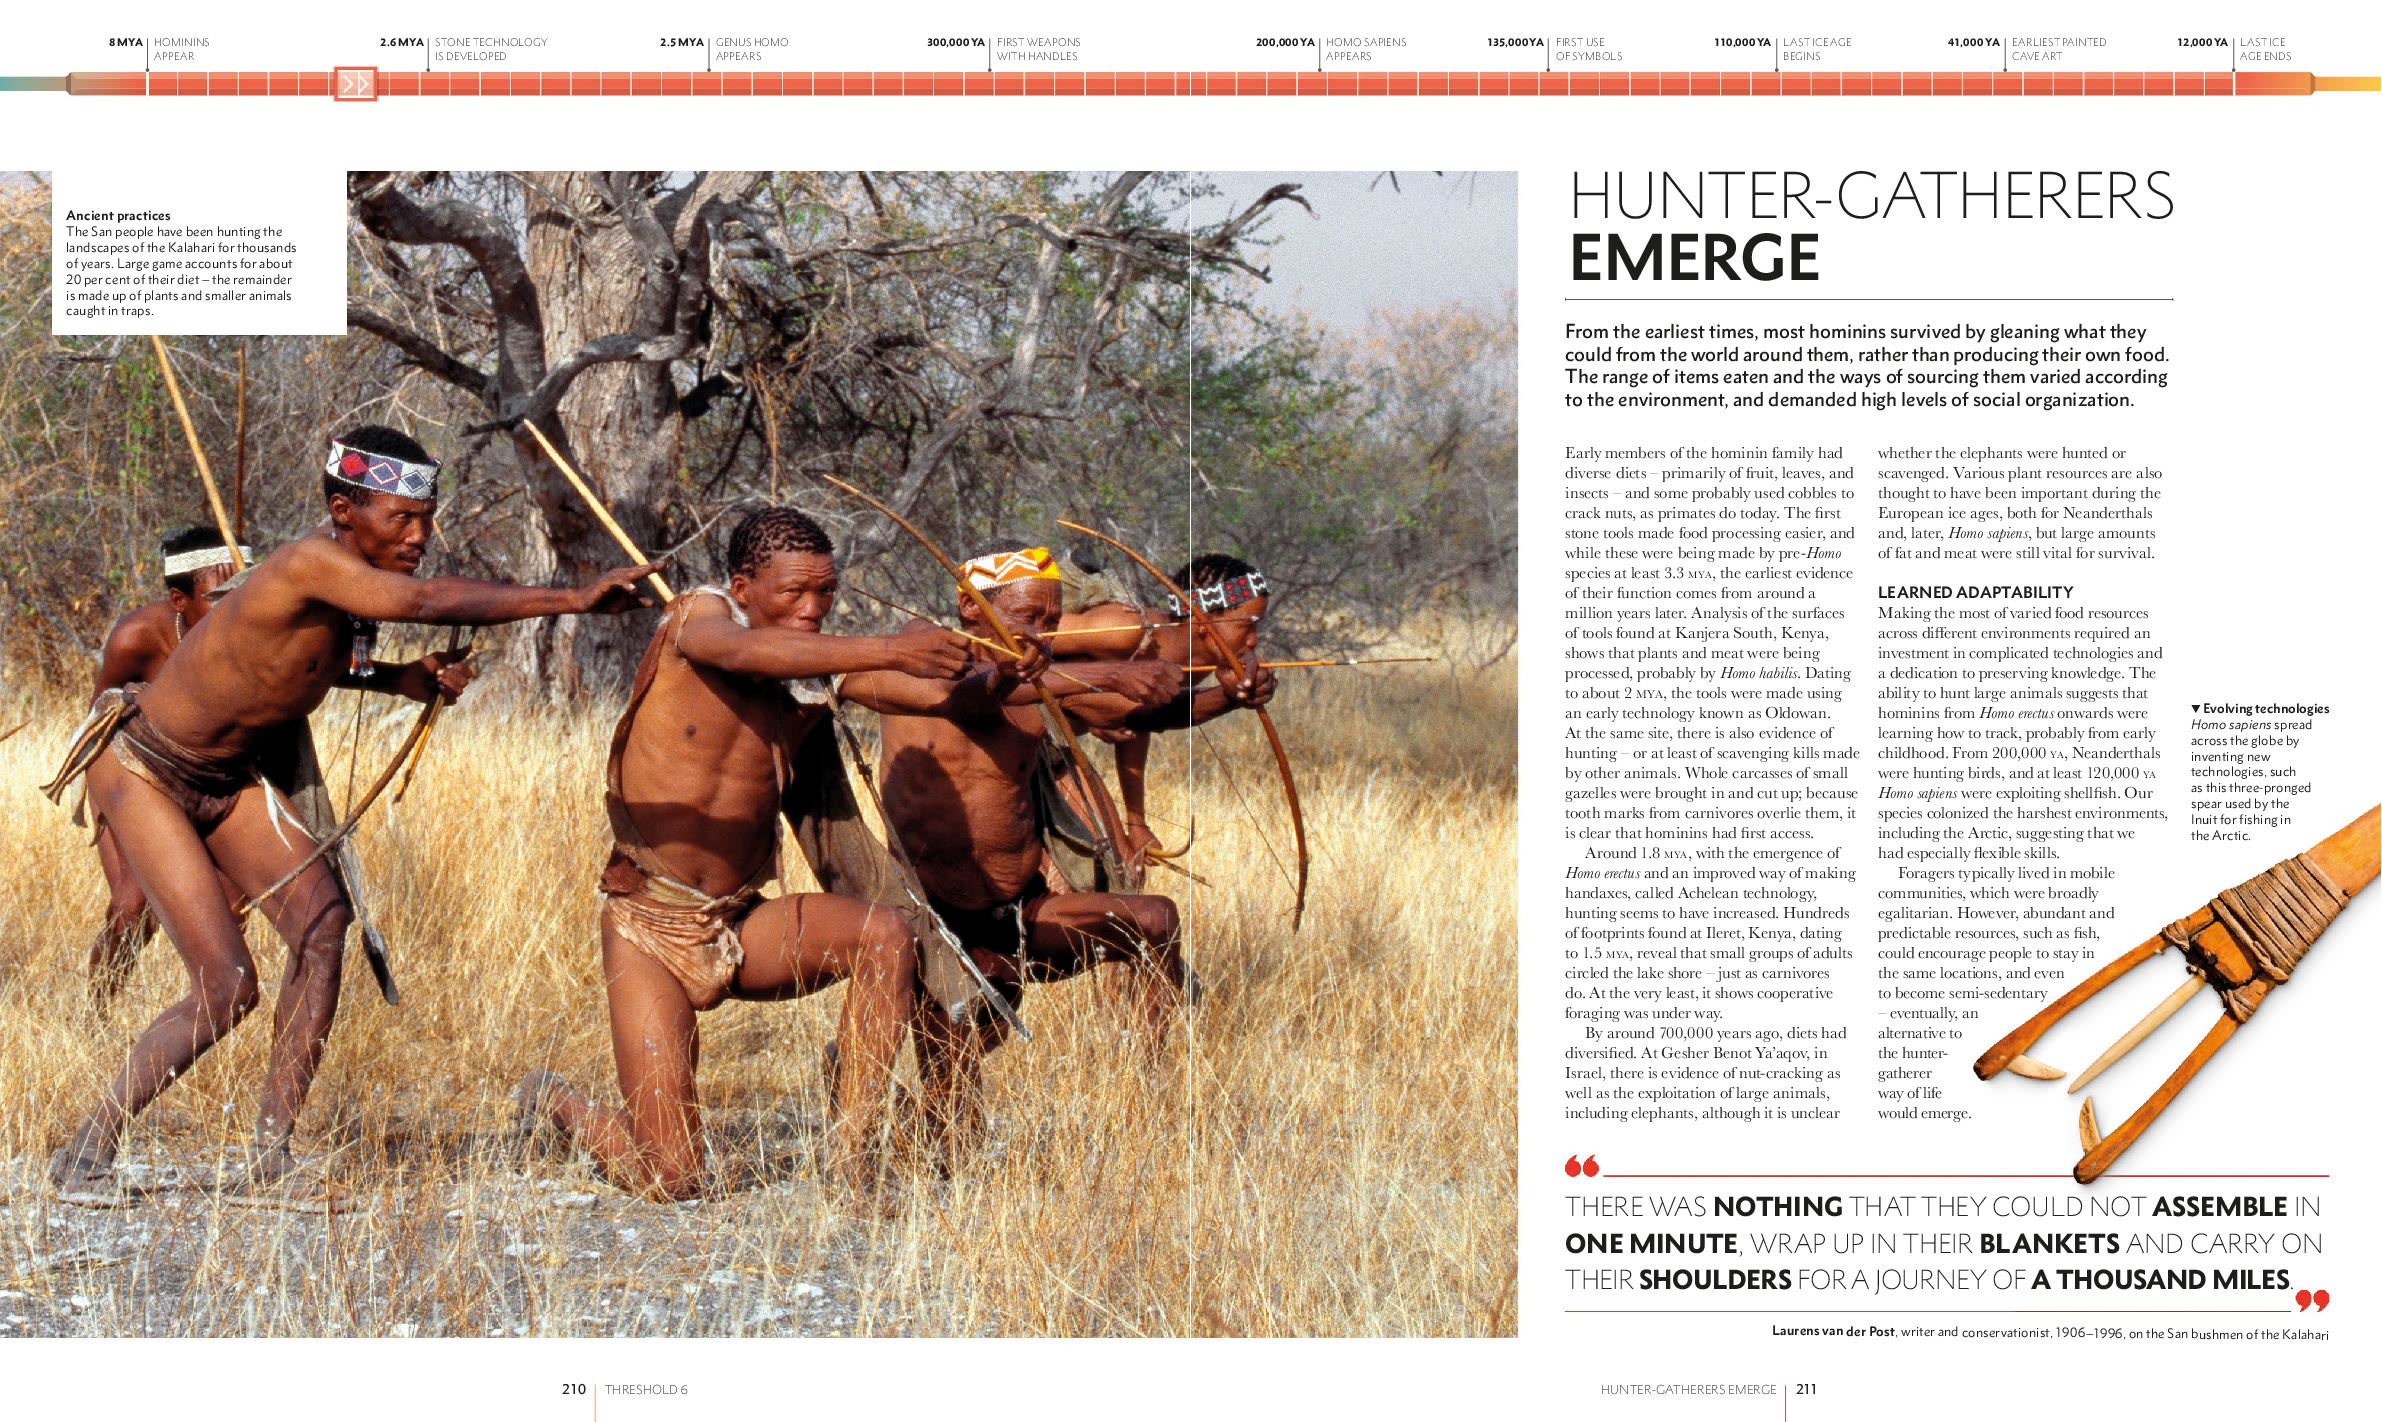 8 MYA HOMININS
APPEAR
2.6 MYA STONE TECHNOLOGY
IS DEVELOPED
2.5 MYA GENUS HOMO
APPEARS
300,000 YA FIRST WEAPONS
WITH HANDLES
200,000 YA HOMO SAPIENS
APPEARS
135,000 YA FIRST USE
OF SYMBOLS
110,000 YA LAST ICE AGE
BEGINS
41,000 YA EARLIEST PAINTED
CAVE ART
12,000 YA LAST ICE
AGE ENDS
Ancient practices
The San people have been hunting the
landscapes of the Kalahari for thousands
of years. Large game accounts for about
20 per cent of their diet – the remainder
is made up of plants and smaller animals
caught in traps.
HUNTER-GATHERERS
EMERGE
From the earliest times, most hominins survived by gleaning what they
could from the world around them, rather than producing their own food.
The range of items eaten and the ways of sourcing them varied according
to the environment, and demanded high levels of social organization.
Early members of the hominin family had
diverse diets – primarily of fruit, leaves, and
insects – and some probably used cobbles to
crack nuts, as primates do today. The first
stone tools made food processing easier, and
while these were being made by pre-Homo
species at least 3.3 MYA, the earliest evidence
of their function comes from around a
million years later. Analysis of the surfaces
of tools found at Kanjera South, Kenya,
shows that plants and meat were being
processed, probably by Homo habilis. Dating
to about 2 MYA, the tools were made using
an early technology known as Oldowan.
At the same site, there is also evidence of
hunting – or at least of scavenging kills made
by other animals. Whole carcasses of small
gazelles were brought in and cut up; because
tooth marks from carnivores overlie them, it
is clear that hominins had first access.
Around 1.8 MYA, with the emergence of
Homo erectus and an improved way of making
handaxes, called Achelean technology,
hunting seems to have increased. Hundreds
of footprints found at Ileret, Kenya, dating
to 1.5 MYA, reveal that small groups of adults
circled the lake shore – just as carnivores
do. At the very least, it shows cooperative
foraging was under way.
By around 700,000 years ago, diets had
diversified. At Gesher Benot Ya'aqov, in
Israel, there is evidence of nut-cracking as
well as the exploitation of large animals,
including elephants, although it is unclear
whether the elephants were hunted or
scavenged. Various plant resources are also
thought to have been important during the
European ice ages, both for Neanderthals
and, later, Homo sapiens, but large amounts
of fat and meat were still vital for survival.
LEARNED ADAPTABILITY
Making the most of varied food resources
across different environments required an
investment in complicated technologies and
a dedication to preserving knowledge. The
ability to hunt large animals suggests that
hominins from Homo erectus onwards were
learning how to track, probably from early
childhood. From 200,000 YA, Neanderthals
were hunting birds, and at least 120,000 YA
Homo sapiens were exploiting shellfish. Our
species colonized the harshest environments,
including the Arctic, suggesting that we
had especially flexible skills.
Foragers typically lived in mobile
communities, which were broadly
egalitarian. However, abundant and
predictable resources, such as fish,
could encourage people to stay in
the same locations, and even
to become semi-sedentary
– eventually, an
alternative to
the hunter-
gatherer
way of life
would emerge.
▼ Evolving technologies
Homo sapiens spread
across the globe by
inventing new
technologies, such
as this three-pronged
spear used by the
Inuit for fishing in
the Arctic.
“THERE WAS NOTHING THAT THEY COULD NOT ASSEMBLE IN
ONE MINUTE, WRAP UP IN THEIR BLANKETS AND CARRY ON
THEIR SHOULDERS FOR A JOURNEY OF A THOUSAND MILES.”
Laurens van der Post, writer and conservationist, 1906–1996, on the San bushmen of the Kalahari
210 THRESHOLD 6
HUNTER-GATHERERS EMERGE 211